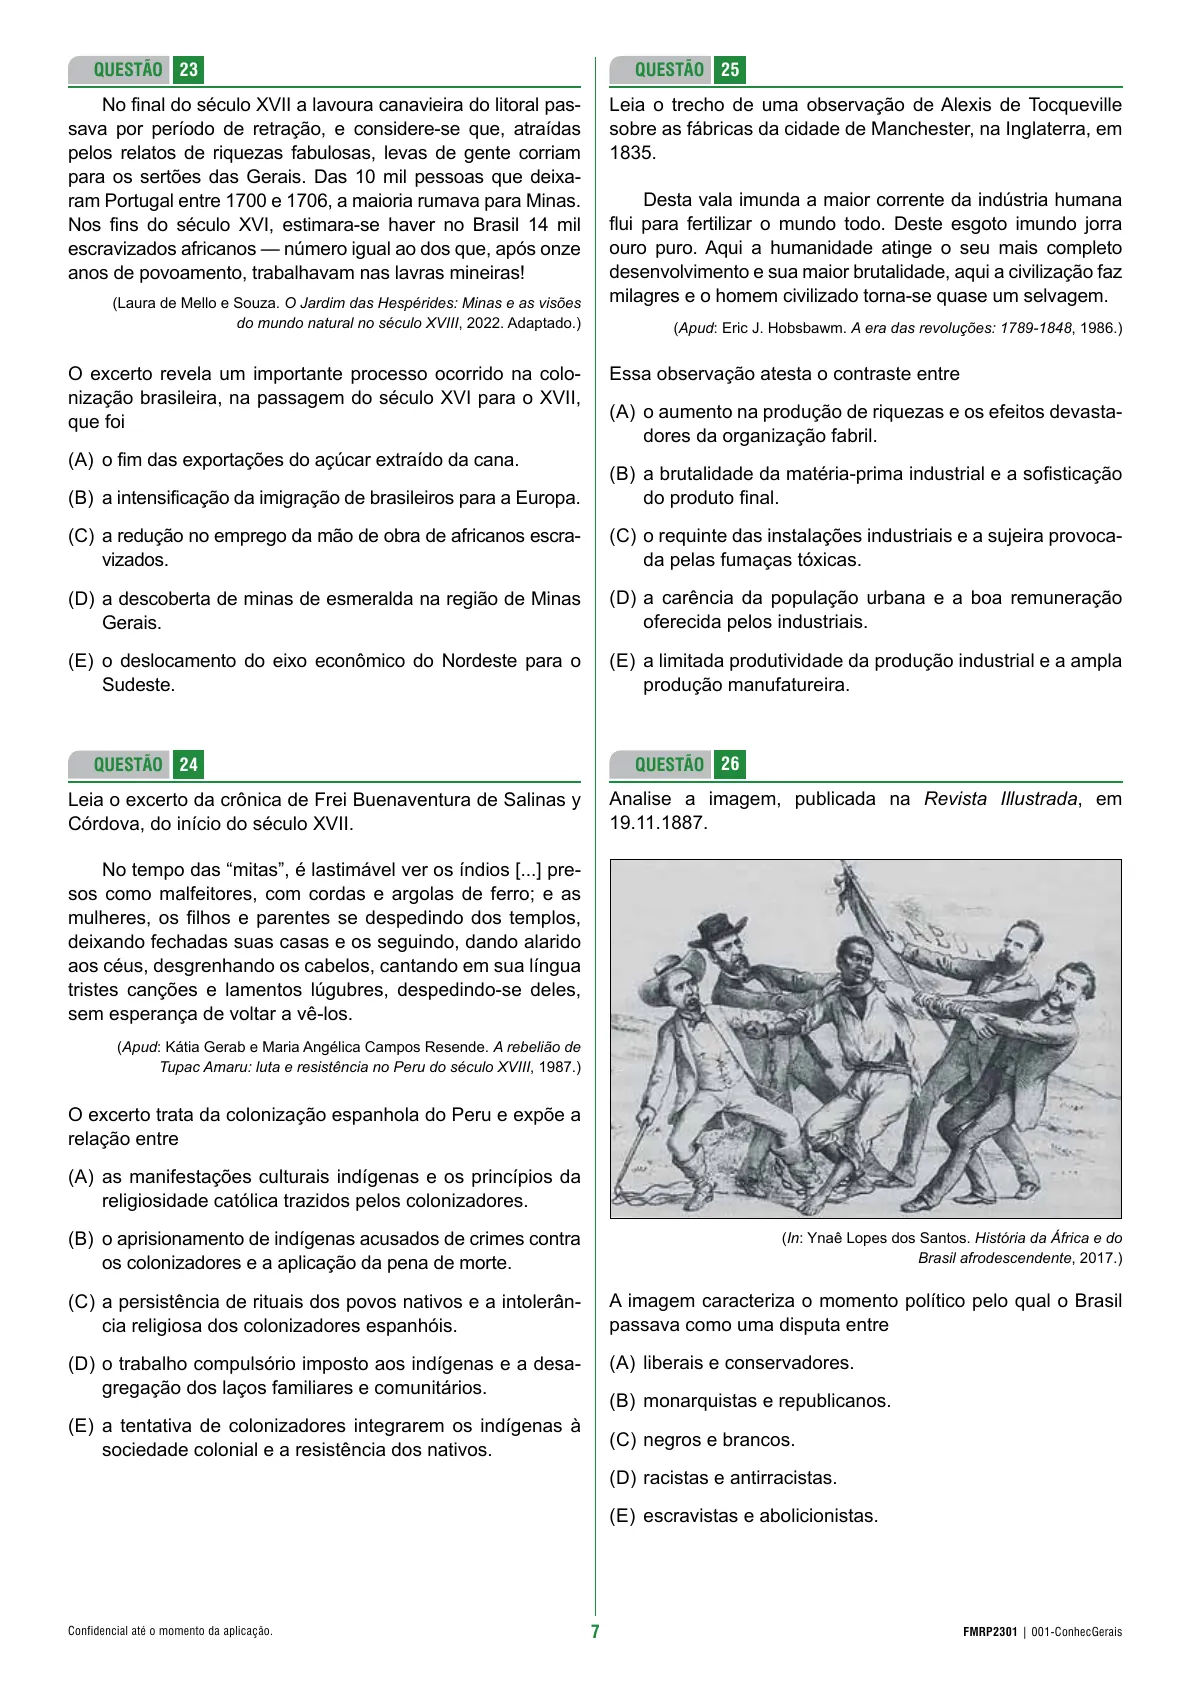 QUESTÃO 23
No final do século XVII a lavoura canavieira do litoral pas-
sava por período de retração, e considere-se que, atraídas
pelos relatos de riquezas fabulosas, levas de gente corriam
para os sertões das Gerais. Das 10 mil pessoas que deixa-
ram Portugal entre 1700 e 1706, a maioria rumava para Minas.
Nos fins do século XVI, estimara-se haver no Brasil 14 mil
escravizados africanos — número igual ao dos que, após onze
anos de povoamento, trabalhavam nas lavras mineiras!
(Laura de Mello e Souza. O Jardim das Hespérides: Minas e as visões
do mundo natural no século XVIII, 2022. Adaptado.)
O excerto revela um importante processo ocorrido na colo-
nização brasileira, na passagem do século XVI para o XVII,
que foi
(A) o fim das exportações do açúcar extraído da cana.
(B) a intensificação da imigração de brasileiros para a Europa.
(C) a redução no emprego da mão de obra de africanos escra-
vizados.
(D) a descoberta de minas de esmeralda na região de Minas
Gerais.
(E) o deslocamento do eixo econômico do Nordeste para o
Sudeste.
QUESTÃO 24
Leia o excerto da crônica de Frei Buenaventura de Salinas y
Córdova, do início do século XVII.
No tempo das “mitas”, é lastimável ver os índios [...] pre-
sos como malfeitores, com cordas e argolas de ferro; e as
mulheres, os filhos e parentes se despedindo dos templos,
deixando fechadas suas casas e os seguindo, dando alarido
aos céus, desgrenhando os cabelos, cantando em sua língua
tristes canções e lamentos lúgubres, despedindo-se deles,
sem esperança de voltar a vê-los.
(Apud: Kátia Gerab e Maria Angélica Campos Resende. A rebelião de
Tupac Amaru: luta e resistência no Peru do século XVIII, 1987.)
O excerto trata da colonização espanhola do Peru e expõe a
relação entre
(A) as manifestações culturais indígenas e os princípios da
religiosidade católica trazidos pelos colonizadores.
(B) o aprisionamento de indígenas acusados de crimes contra
os colonizadores e a aplicação da pena de morte.
(C) a persistência de rituais dos povos nativos e a intolerân-
cia religiosa dos colonizadores espanhóis.
(D) o trabalho compulsório imposto aos indígenas e a desa-
gregação dos laços familiares e comunitários.
(E) a tentativa de colonizadores integrarem os indígenas à
sociedade colonial e a resistência dos nativos.
QUESTÃO 25
Leia o trecho de uma observação de Alexis de Tocqueville
sobre as fábricas da cidade de Manchester, na Inglaterra, em
1835.
Desta vala imunda a maior corrente da indústria humana
flui para fertilizar o mundo todo. Deste esgoto imundo jorra
ouro puro. Aqui a humanidade atinge o seu mais completo
desenvolvimento e sua maior brutalidade, aqui a civilização faz
milagres e o homem civilizado torna-se quase um selvagem.
(Apud: Eric J. Hobsbawm. A era das revoluções: 1789-1848, 1986.)
Essa observação atesta o contraste entre
(A) o aumento na produção de riquezas e os efeitos devasta-
dores da organização fabril.
(B) a brutalidade da matéria-prima industrial e a sofisticação
do produto final.
(C) o requinte das instalações industriais e a sujeira provoca-
da pelas fumaças tóxicas.
(D) a carência da população urbana e a boa remuneração
oferecida pelos industriais.
(E) a limitada produtividade da produção industrial e a ampla
produção manufatureira.
QUESTÃO 26
Analise a imagem, publicada na Revista Illustrada, em
19.11.1887.
(In: Ynaê Lopes dos Santos. História da África e do
Brasil afrodescendente, 2017.)
A imagem caracteriza o momento político pelo qual o Brasil
passava como uma disputa entre
(A) liberais e conservadores.
(B) monarquistas e republicanos.
(C) negros e brancos.
(D) racistas e antirracistas.
(E) escravistas e abolicionistas.
Confidencial até o momento da aplicação.
7
FMRP2301 | 001-ConhecGerais